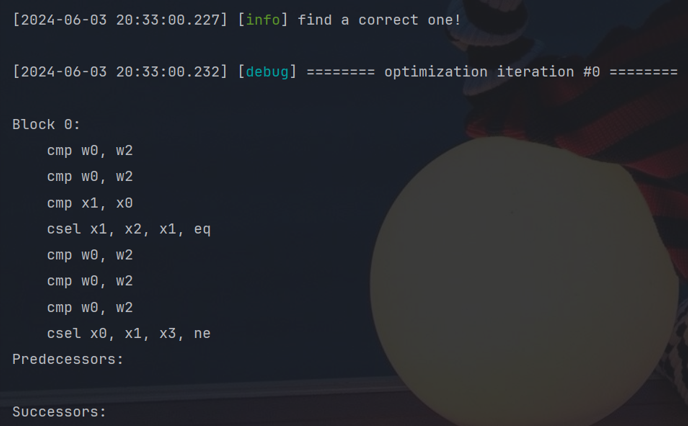 [2024-06-03 20:33:00.227] [info] find a correct one!
[2024-06-03 20:33:00.232] [debug] ======== optimization iteration #0 ========
Block 0:
cmp w0, w2
cmp w0, w2
cmp x1, x0
csel x1, x2, x1, eq
cmp w0, w2
cmp w0, w2
cmp w0, w2
csel x0, x1, x3, ne
Predecessors:
Successors: